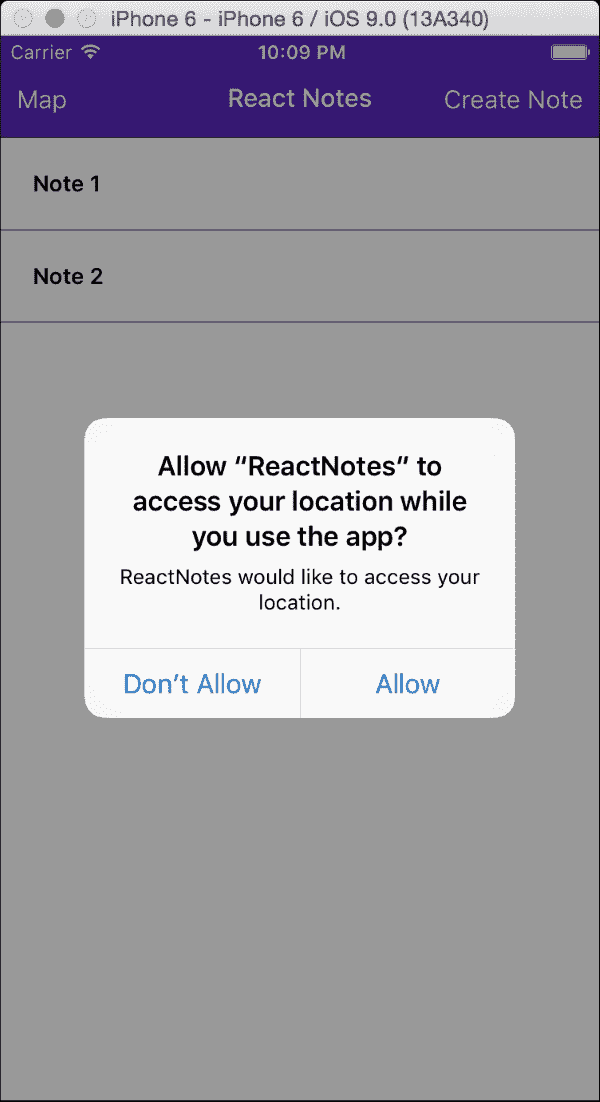 iPhone 6 - iPhone 6 / iOS 9.0 (13A340)
Carrier 10:09 PM
Map React Notes Create Note
Note 1
Note 2
Allow “ReactNotes” to
access your location while
you use the app?
ReactNotes would like to access your
location.
Don’t Allow Allow